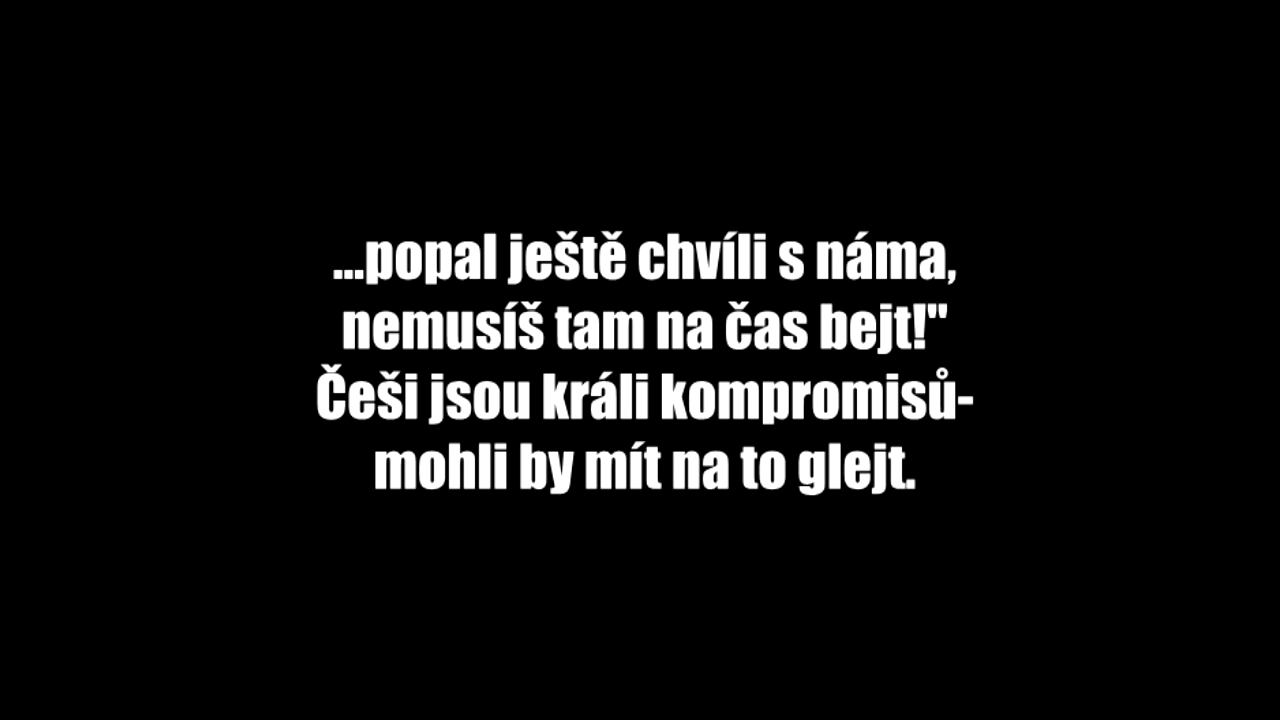 ...popal ještě chvíli s náma,
nemusíš tam na čas bejt!"
Češi jsou králi kompromisů-
mohli by mít na to glejt.